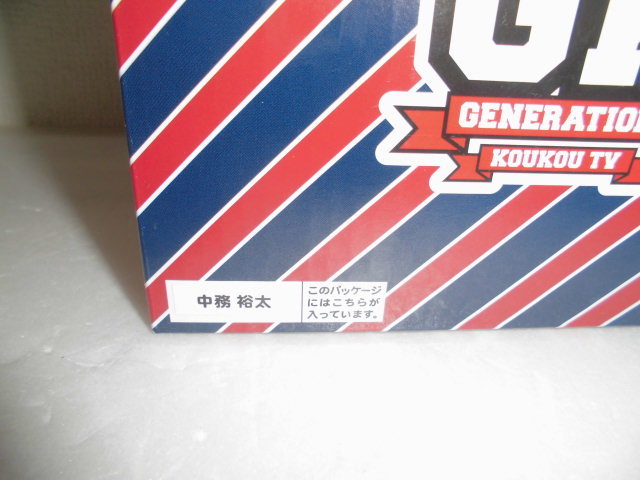 GENERATION
KOUKOU TV
中務 裕太
このパッケージ
にはこちらが
入っています。